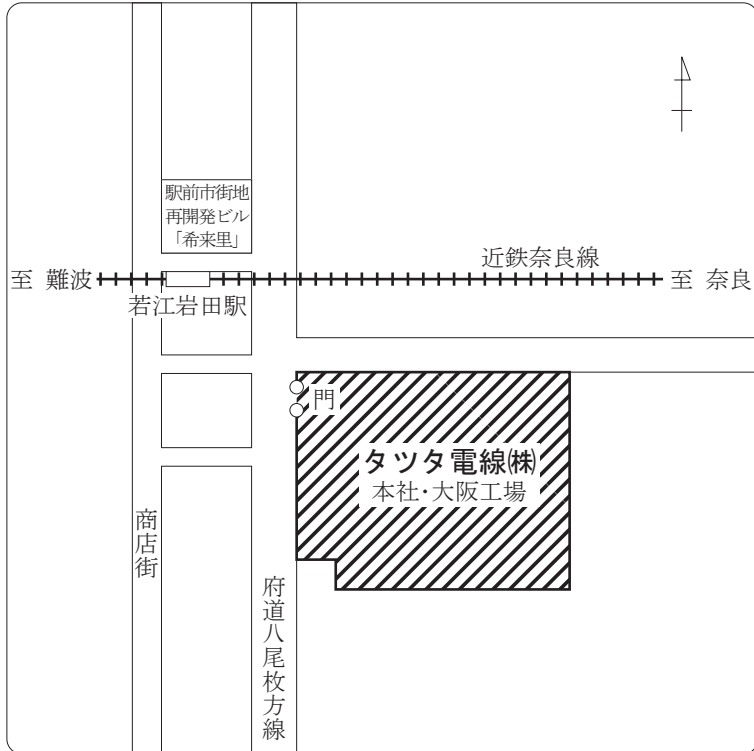 駅前市街地
再開発ビル
「希来里」
近鉄奈良線
至 難波
至 奈良
若江岩田駅
門
タツタ電線㈱
本社・大阪工場
商店街
府道八尾枚方線